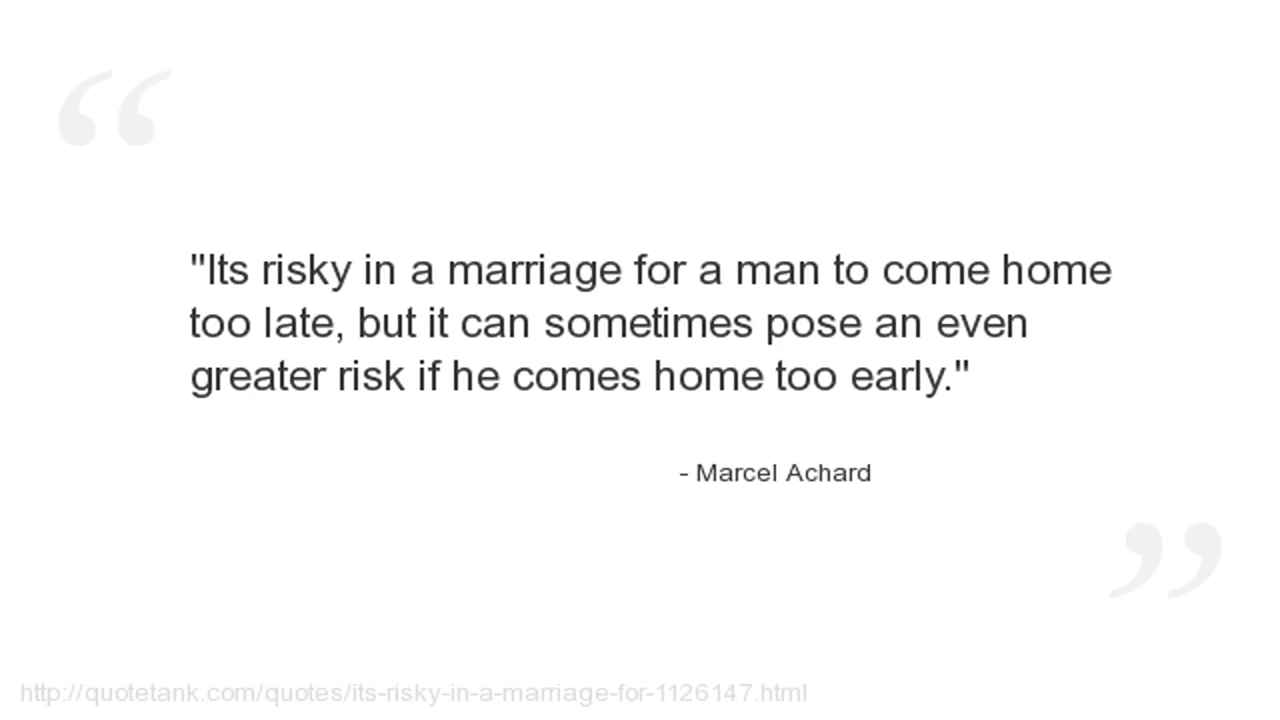 "Its risky in a marriage for a man to come home
too late, but it can sometimes pose an even
greater risk if he comes home too early."
- Marcel Achard
http://quotetank.com/quotes/its-risky-in-a-marriage-for-1126147.html